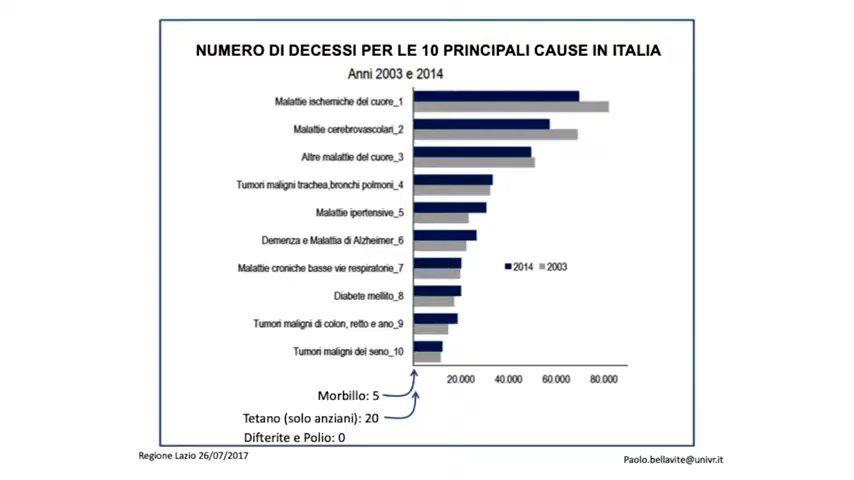 NUMERO DI DECESSI PER LE 10 PRINCIPALI CAUSE IN ITALIA
Anni 2003 e 2014
Malattie ischemiche del cuore_1
Malattie cerebrovascolari_2
Altre malattie del cuore_3
Tumori maligni trachea,bronchi polmoni_4
Malattie ipertensive_5
Demenza e Malattia di Alzheimer_6
Malattie croniche basse vie respiratorie_7
2014 2003
Diabete mellito_8
Tumori maligni di colon, retto e ano_9
Tumori maligni del seno_10
20.000 40.000 60.000 80.000
Morbillo: 5
Tetano (solo anziani): 20
Difterite e Polio: 0
Regione Lazio 26/07/2017
Paolo.bellavite@univr.it